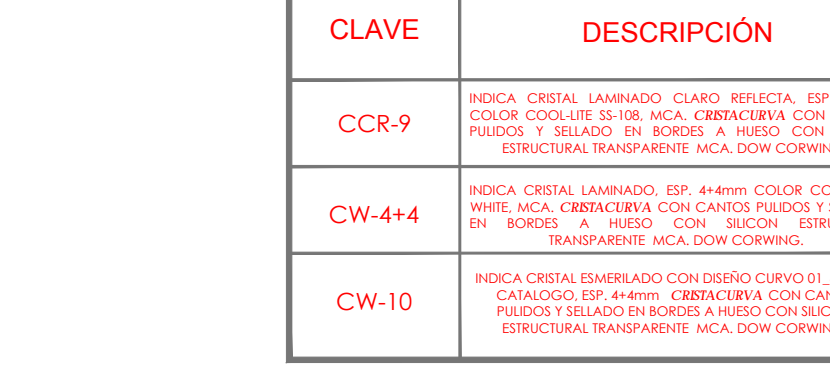 CLAVE DESCRIPCIÓN
CCR-9
INDICA CRISTAL LAMINADO CLARO REFLECTA, ESP
COLOR COOL-LITE SS-108, MCA. CRISTACURVA CON
PULIDOS Y SELLADO EN BORDES A HUESO CON
ESTRUCTURAL TRANSPARENTE MCA. DOW CORWIN
CW-4+4
INDICA CRISTAL LAMINADO, ESP. 4+4mm COLOR CO
WHITE, MCA. CRISTACURVA CON CANTOS PULIDOS Y
EN BORDES A HUESO CON SILICON ESTRU
TRANSPARENTE MCA. DOW CORWING.
CW-10
INDICA CRISTAL ESMERILADO CON DISEÑO CURVO 01_
CATALOGO, ESP. 4+4mm CRISTACURVA CON CAN
PULIDOS Y SELLADO EN BORDES A HUESO CON SILIC
ESTRUCTURAL TRANSPARENTE MCA. DOW CORWIN